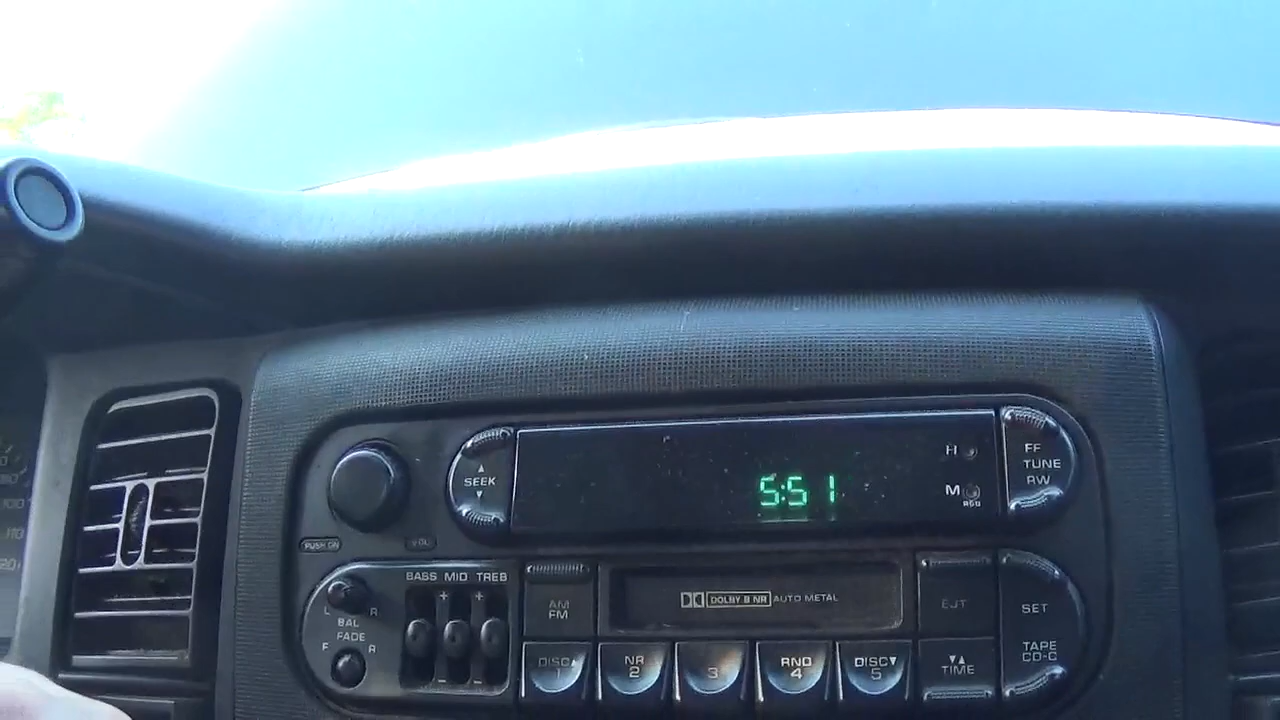 H
FF
SEEK
TUNE
RW
5:51
M
PUSH ON
VOL
BASS MID TREB
+ +
L R
BAL
FADE
F R
- -
AM
FM
DOLBY B NR AUTO METAL
EJT
SET
DISC▲
1
NR
2
3
RND
4
DISC▼
5
TIME
TAPE
CD-C
110